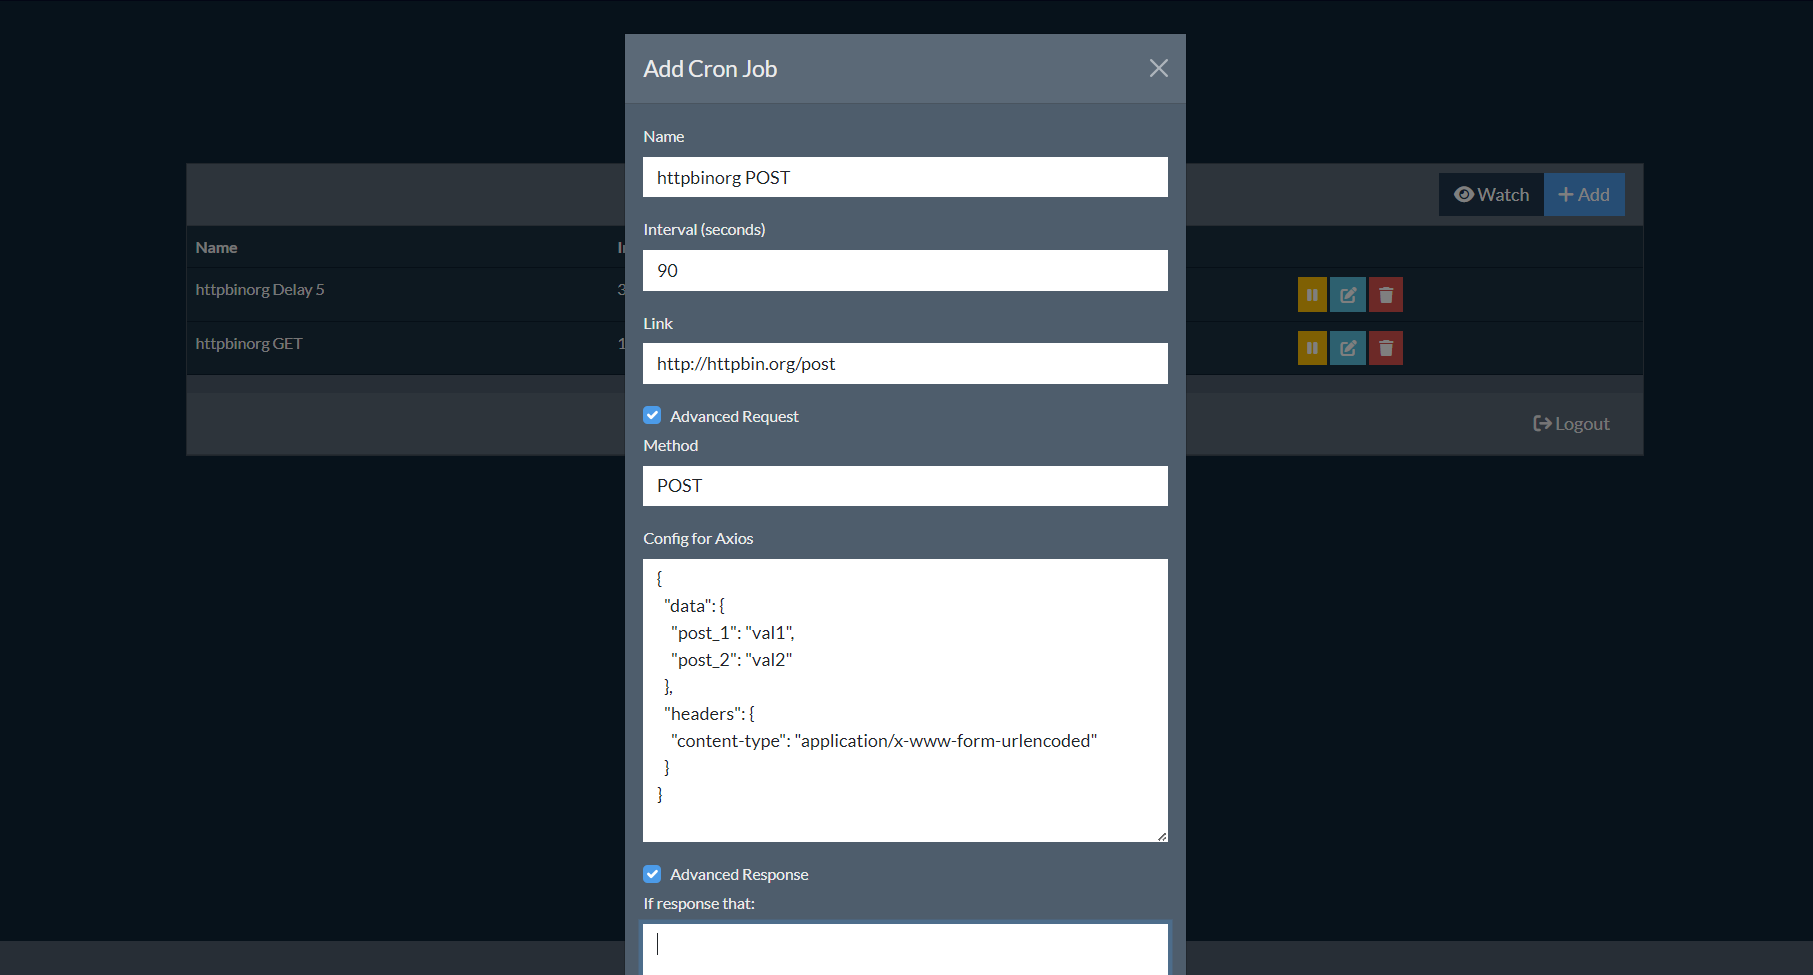 Add Cron Job
Name
httpbinorg POST
Interval (seconds)
90
Link
http://httpbin.org/post
Advanced Request
Method
POST
Config for Axios
{
"data": {
"post_1": "val1",
"post_2": "val2"
},
"headers": {
"content-type": "application/x-www-form-urlencoded"
}
}
Advanced Response
If response that:
Watch
Add
Name
httpbinorg Delay 5
3
httpbinorg GET
1
Logout